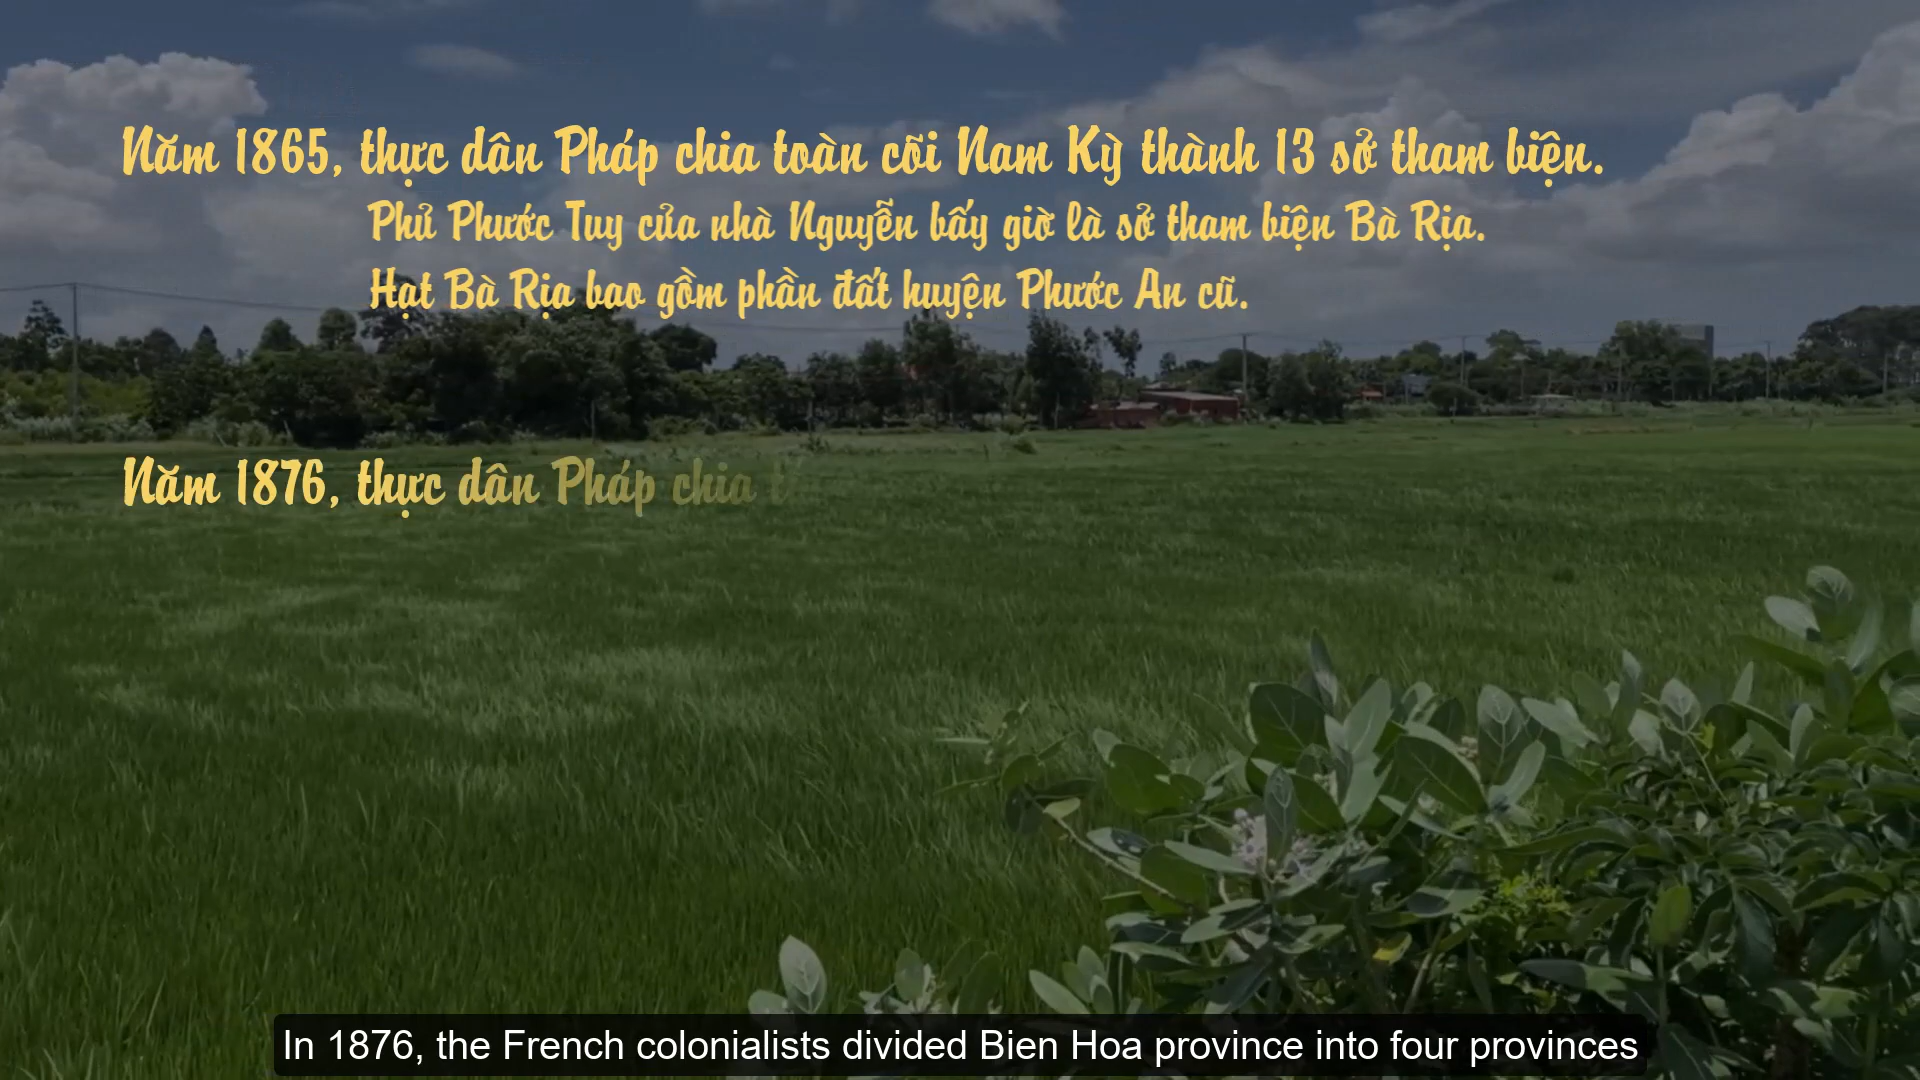 Năm 1865, thực dân Pháp chia toàn cõi Nam Kỳ thành 13 sở tham biện.
Phủ Phước Tuy của nhà Nguyễn bấy giờ là sở tham biện Bà Rịa.
Hạt Bà Rịa bao gồm phần đất huyện Phước An cũ.
Năm 1876, thực dân Pháp chia
In 1876, the French colonialists divided Bien Hoa province into four provinces